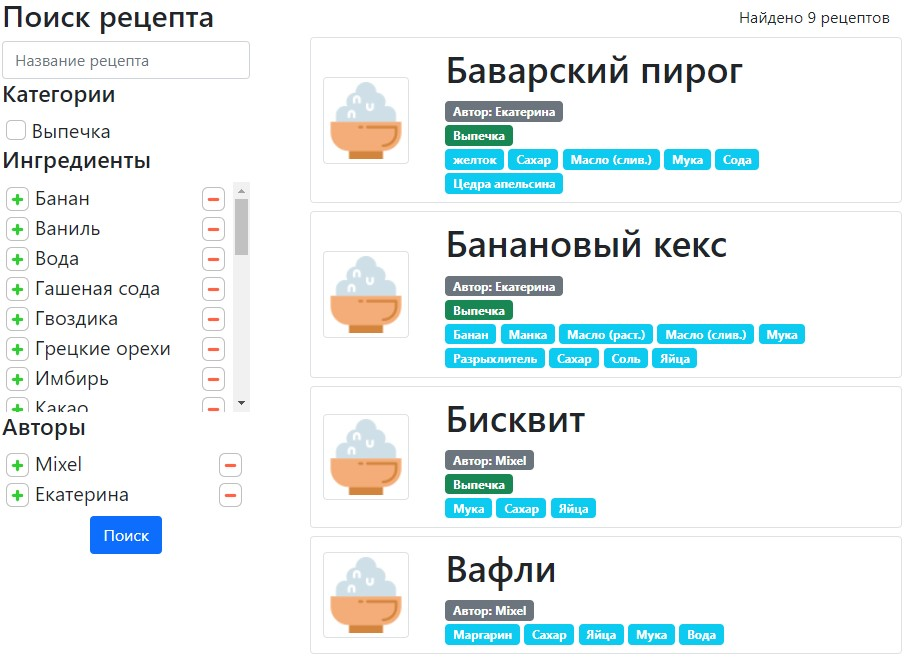 Поиск рецепта
Название рецепта
Категории
Выпечка
Ингредиенты
Банан
Ваниль
Вода
Гашеная сода
Гвоздика
Грецкие орехи
Имбирь
Какао
Авторы
Mixel
Екатерина
Поиск
Найдено 9 рецептов
Баварский пирог
Автор: Екатерина
Выпечка
желток Сахар Масло (слив.) Мука Сода
Цедра апельсина
Банановый кекс
Автор: Екатерина
Выпечка
Банан Манка Масло (раст.) Масло (слив.) Мука
Разрыхлитель Сахар Соль Яйца
Бисквит
Автор: Mixel
Выпечка
Мука Сахар Яйца
Вафли
Автор: Mixel
Маргарин Сахар Яйца Мука Вода